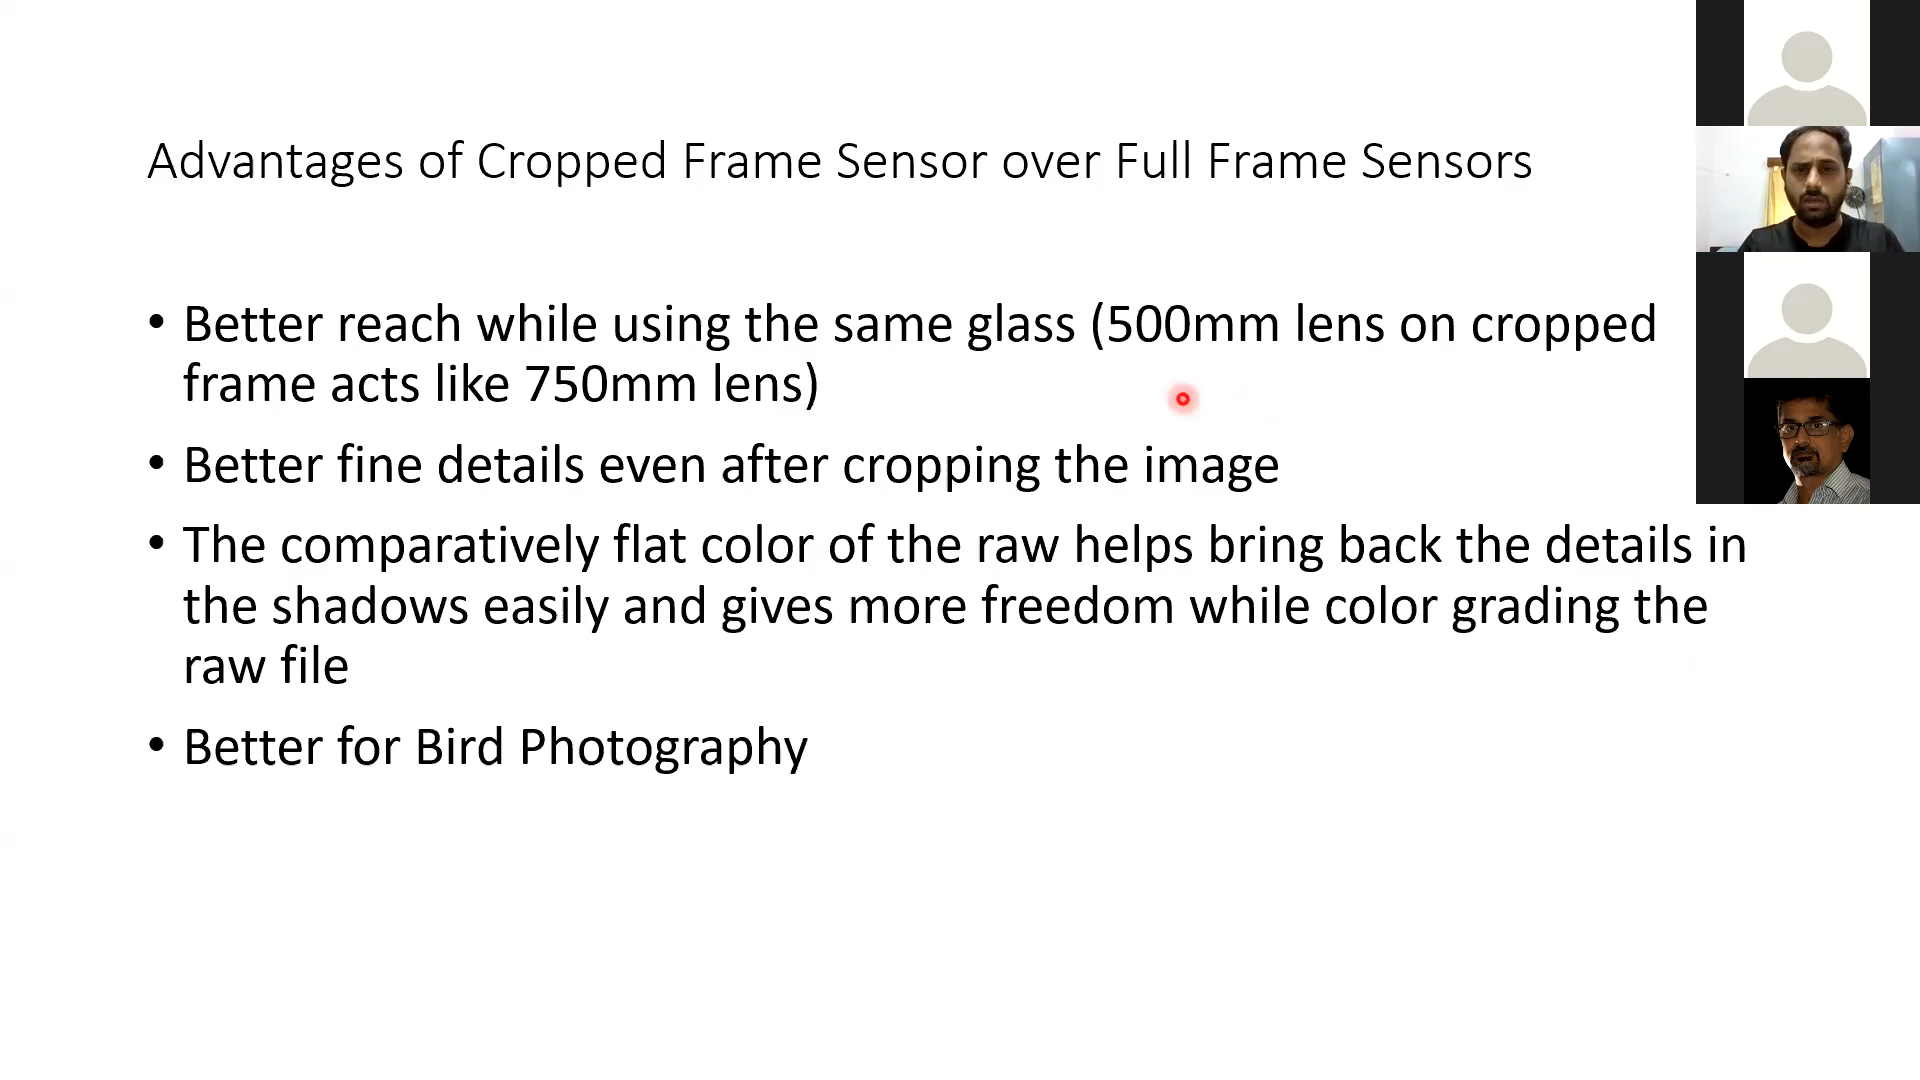 Advantages of Cropped Frame Sensor over Full Frame Sensors
• Better reach while using the same glass (500mm lens on cropped
frame acts like 750mm lens)
• Better fine details even after cropping the image
• The comparatively flat color of the raw helps bring back the details in
the shadows easily and gives more freedom while color grading the
raw file
• Better for Bird Photography